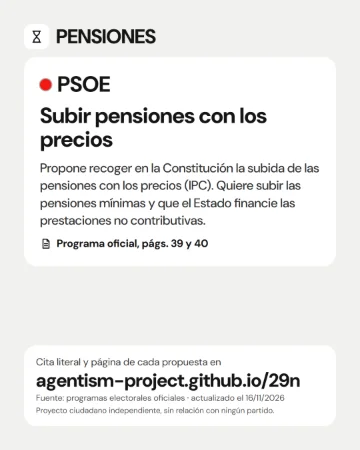 PENSIONES
PSOE
Subir pensiones con los
precios
Propone recoger en la Constitución la subida de las
pensiones con los precios (IPC). Quiere subir las
pensiones mínimas y que el Estado financie las
prestaciones no contributivas.
Programa oficial, págs. 39 y 40
Cita literal y página de cada propuesta en
agentism-project.github.io/29n
Fuente: programas electorales oficiales · actualizado el 16/11/2026
Proyecto ciudadano independiente, sin relación con ningún partido.